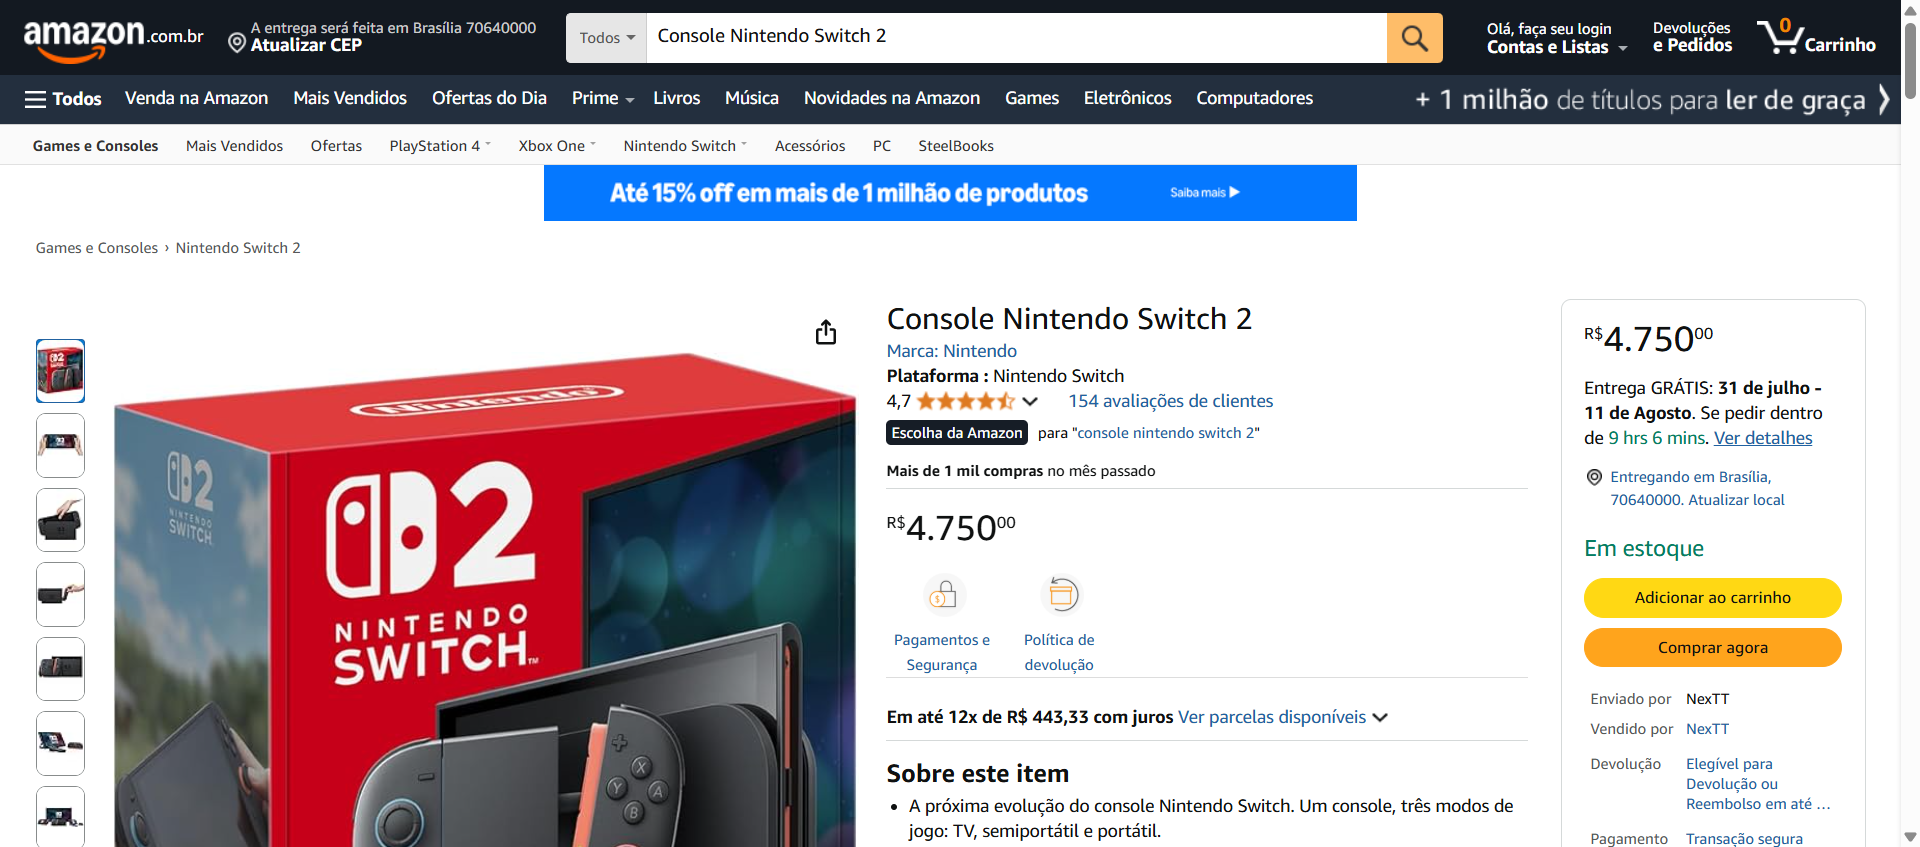 amazon.com.br
A entrega será feita em Brasília 70640000
Atualizar CEP
Todos
Console Nintendo Switch 2
Olá, faça seu login
Contas e Listas
Devoluções
e Pedidos
0
Carrinho
Todos
Venda na Amazon
Mais Vendidos
Ofertas do Dia
Prime
Livros
Música
Novidades na Amazon
Games
Eletrônicos
Computadores
+ 1 milhão de títulos para ler de graça
Games e Consoles
Mais Vendidos
Ofertas
PlayStation 4
Xbox One
Nintendo Switch
Acessórios
PC
SteelBooks
Até 15% off em mais de 1 milhão de produtos
Saiba mais
Games e Consoles › Nintendo Switch 2
Nintendo
2
NINTENDO
SWITCH
2
NINTENDO
SWITCH™
X
Y
A
B
Console Nintendo Switch 2
Marca: Nintendo
Plataforma : Nintendo Switch
4,7
154 avaliações de clientes
Escolha da Amazon para "console nintendo switch 2"
Mais de 1 mil compras no mês passado
R$4.75000
Pagamentos e
Segurança
Política de
devolução
Em até 12x de R$ 443,33 com juros Ver parcelas disponíveis
Sobre este item
• A próxima evolução do console Nintendo Switch. Um console, três modos de
jogo: TV, semiportátil e portátil.
R$4.75000
Entrega GRÁTIS: 31 de julho -
11 de Agosto. Se pedir dentro
de 9 hrs 6 mins. Ver detalhes
Entregando em Brasília,
70640000. Atualizar local
Em estoque
Adicionar ao carrinho
Comprar agora
Enviado por NexTT
Vendido por NexTT
Devolução Elegível para
Devolução ou
Reembolso em até ...
Pagamento Transação segura